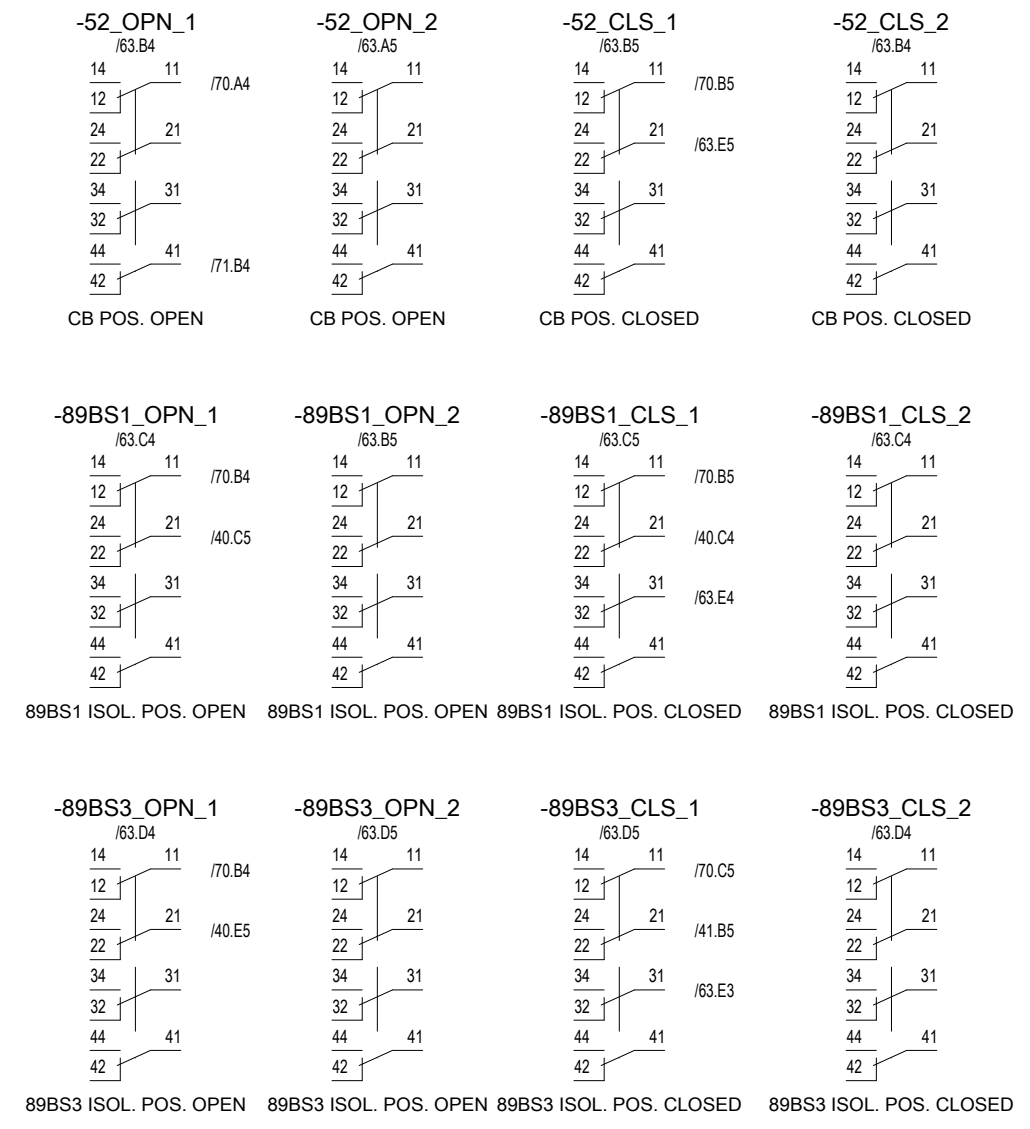 -52_OPN_1 -52_OPN_2 -52_CLS_1 -52_CLS_2
/63.B4 /63.A5 /63.B5 /63.B4
14 11 /70.A4 14 11 14 11 /70.B5 14 11
12 12 12 12
24 21 24 21 24 21 /63.E5 24 21
22 22 22 22
34 31 34 31 34 31 34 31
32 32 32 32
44 41 /71.B4 44 41 44 41 44 41
42 42 42 42
CB POS. OPEN CB POS. OPEN CB POS. CLOSED CB POS. CLOSED
-89BS1_OPN_1 -89BS1_OPN_2 -89BS1_CLS_1 -89BS1_CLS_2
/63.C4 /63.B5 /63.C5 /63.C4
14 11 /70.B4 14 11 14 11 /70.B5 14 11
12 12 12 12
24 21 /40.C5 24 21 24 21 /40.C4 24 21
22 22 22 22
34 31 34 31 34 31 /63.E4 34 31
32 32 32 32
44 41 44 41 44 41 44 41
42 42 42 42
89BS1 ISOL. POS. OPEN 89BS1 ISOL. POS. OPEN 89BS1 ISOL. POS. CLOSED 89BS1 ISOL. POS. CLOSED
-89BS3_OPN_1 -89BS3_OPN_2 -89BS3_CLS_1 -89BS3_CLS_2
/63.D4 /63.D5 /63.D5 /63.D4
14 11 /70.B4 14 11 14 11 /70.C5 14 11
12 12 12 12
24 21 /40.E5 24 21 24 21 /41.B5 24 21
22 22 22 22
34 31 34 31 34 31 /63.E3 34 31
32 32 32 32
44 41 44 41 44 41 44 41
42 42 42 42
89BS3 ISOL. POS. OPEN 89BS3 ISOL. POS. OPEN 89BS3 ISOL. POS. CLOSED 89BS3 ISOL. POS. CLOSED